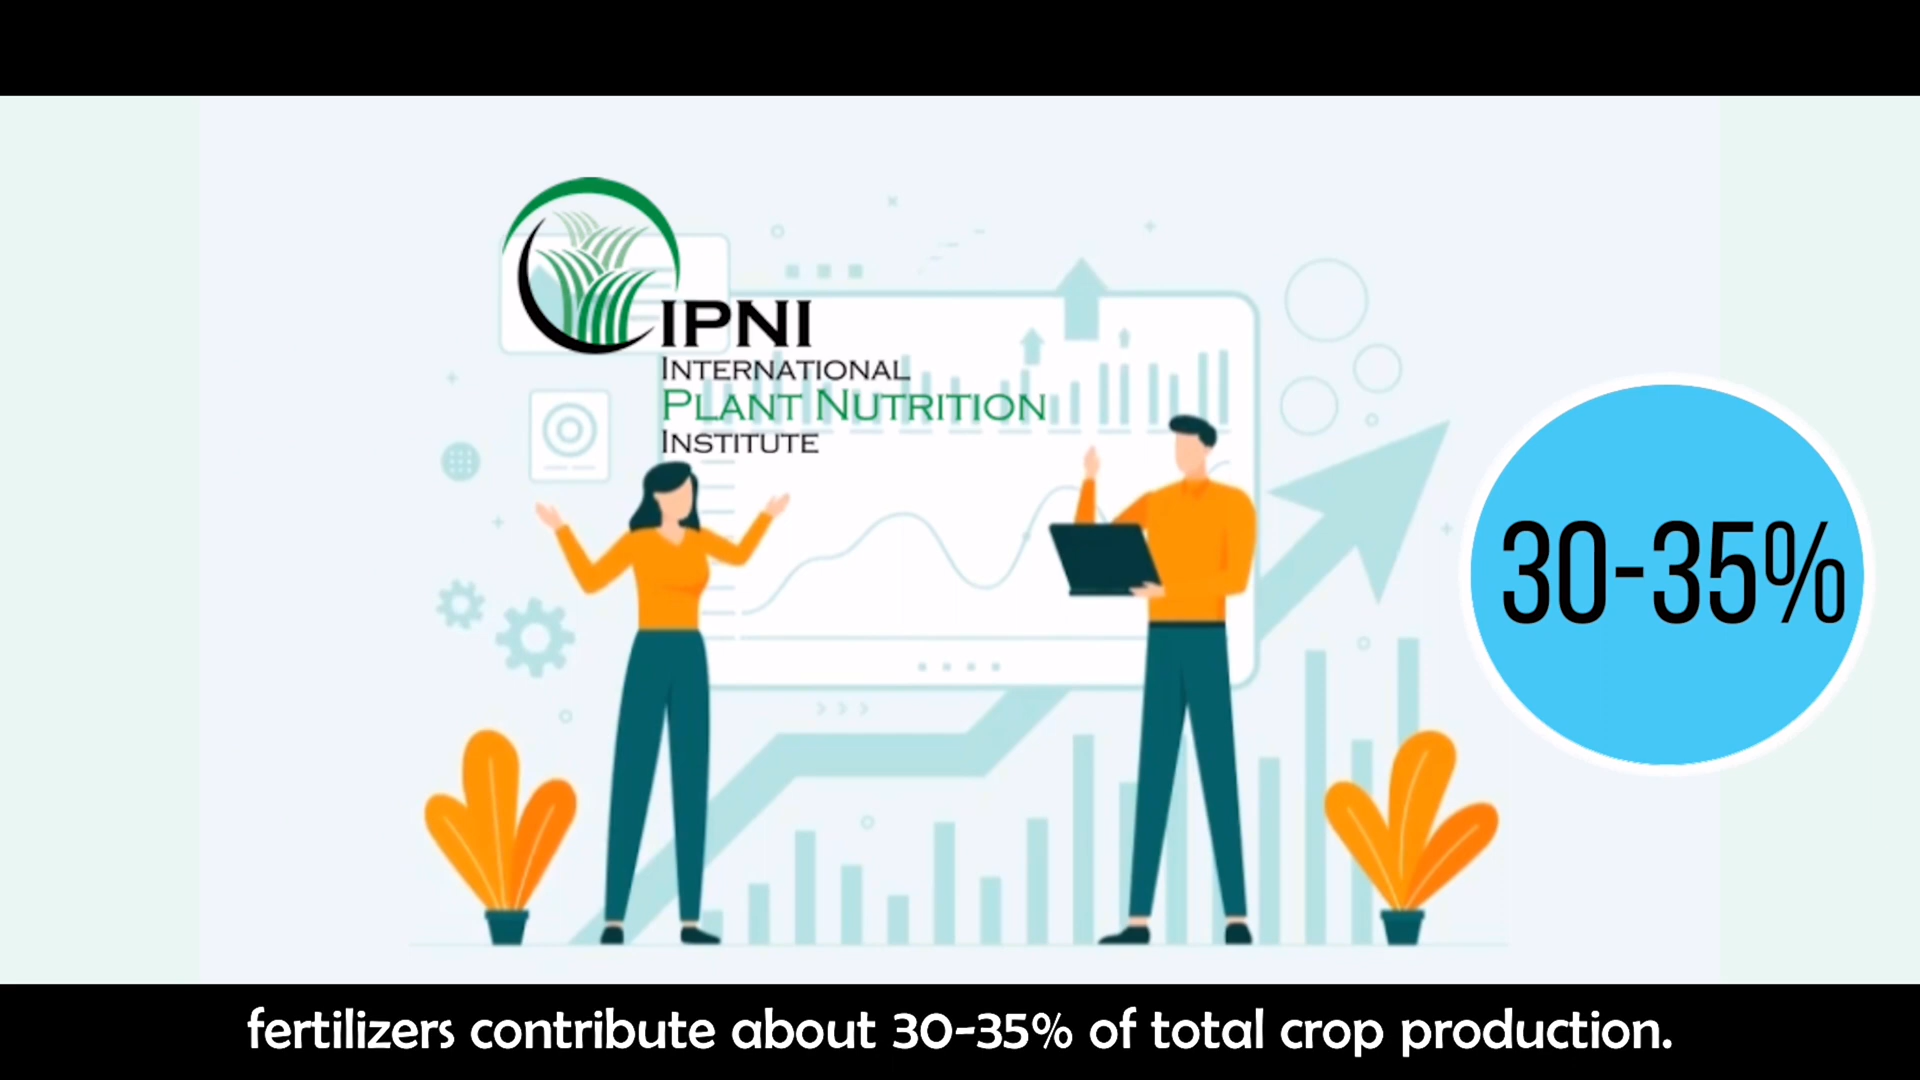 IPNI
INTERNATIONAL
PLANT NUTRITION
INSTITUTE
30-35%
fertilizers contribute about 30-35% of total crop production.